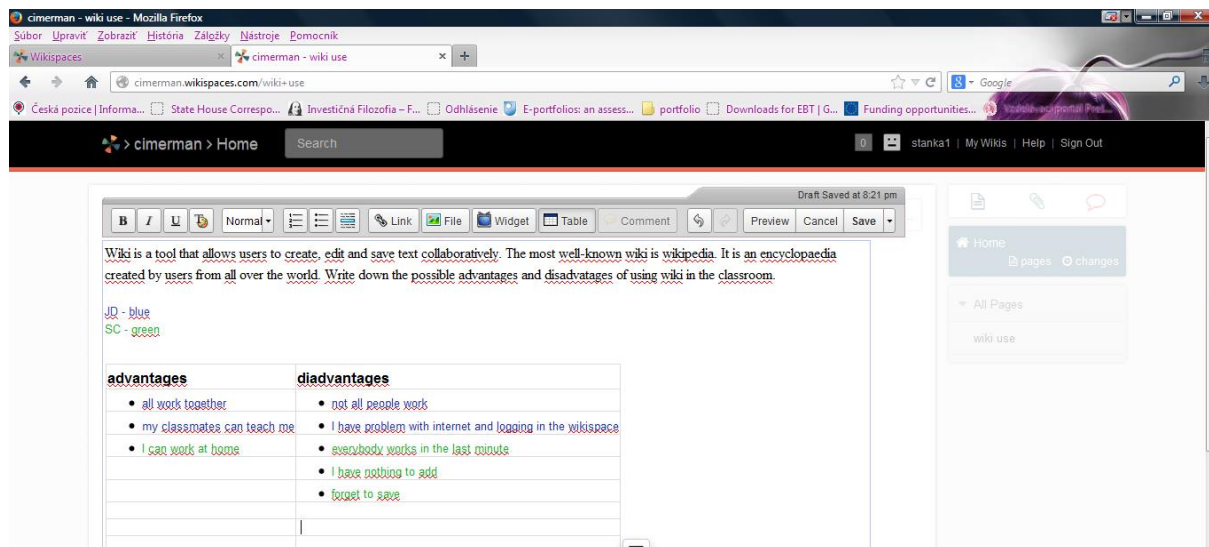 cimerman - wiki use - Mozilla Firefox
Súbor Upraviť Zobraziť História Záložky Nástroje Pomocník
Wikispaces × cimerman - wiki use × +
cimerman.wikispaces.com/wiki+use Google
Česká pozice | Informa... State House Correspo... Investičná Filozofia – F... Odhlásenie E-portfolios: an assess... portfolio Downloads for EBT | G... Funding opportunities...
> cimerman > Home Search 0 stanka1 | My Wikis | Help | Sign Out
Draft Saved at 8:21 pm
B I U Normal Link File Widget Table Comment Preview Cancel Save
Wiki is a tool that allows users to create, edit and save text collaboratively. The most well-known wiki is wikipedia. It is an encyclopaedia
created by users from all over the world. Write down the possible advantages and disadvatages of using wiki in the classroom.
JD - blue
SC - green
advantages diadvantages
• all work together • not all people work
• my classmates can teach me • I have problem with internet and logging in the wikispace
• I can work at home • everybody works in the last minute
• I have nothing to add
• forget to save
Home
pages changes
All Pages
wiki use